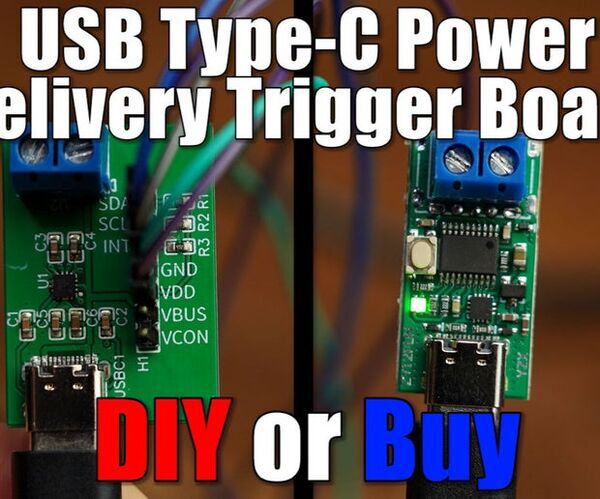 USB Type-C Power
elivery Trigger Boa
SDA
SCL
INT
GND
VDD
VBUS
VCON
R1
R2
R3
C3
C4
U1
C1
C5
C6
C2
USBC1
H1
YZX
DIY or Buy